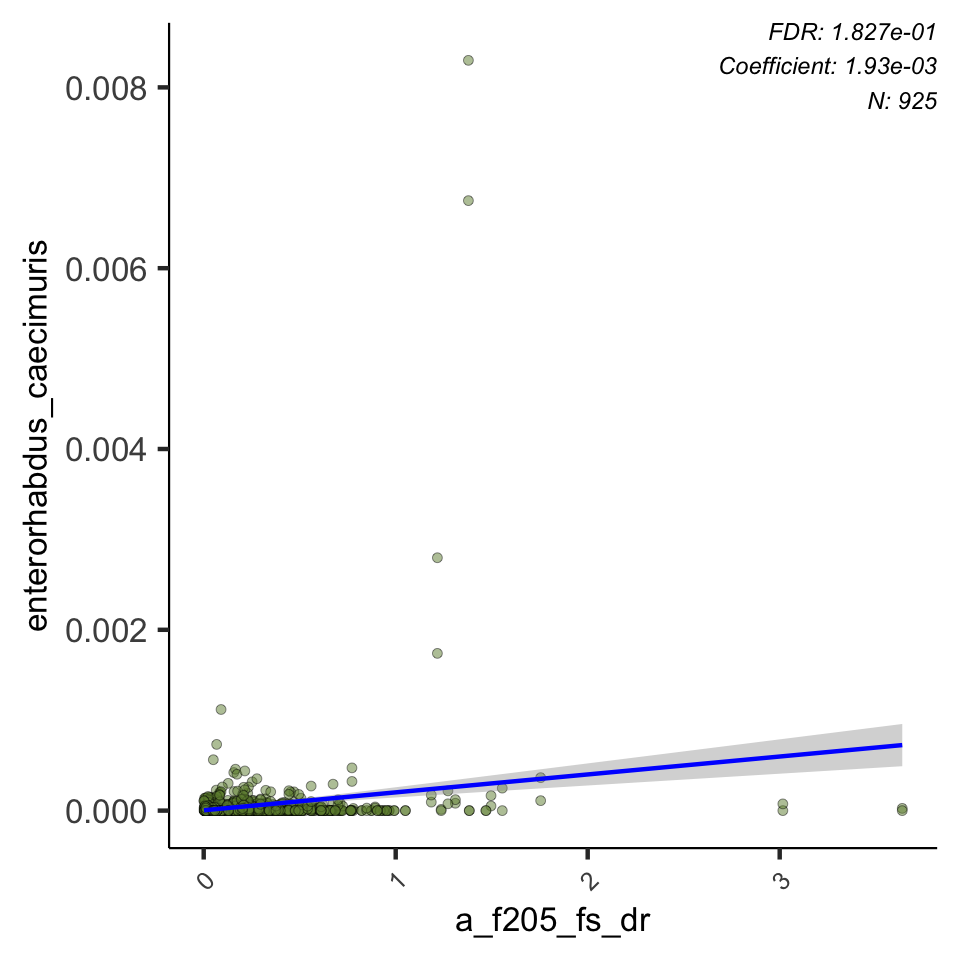 FDR: 1.827e-01
Coefficient: 1.93e-03
N: 925
enterorhabdus_caecimuris
0.008
0.006
0.004
0.002
0.000
0
1
2
3
a_f205_fs_dr